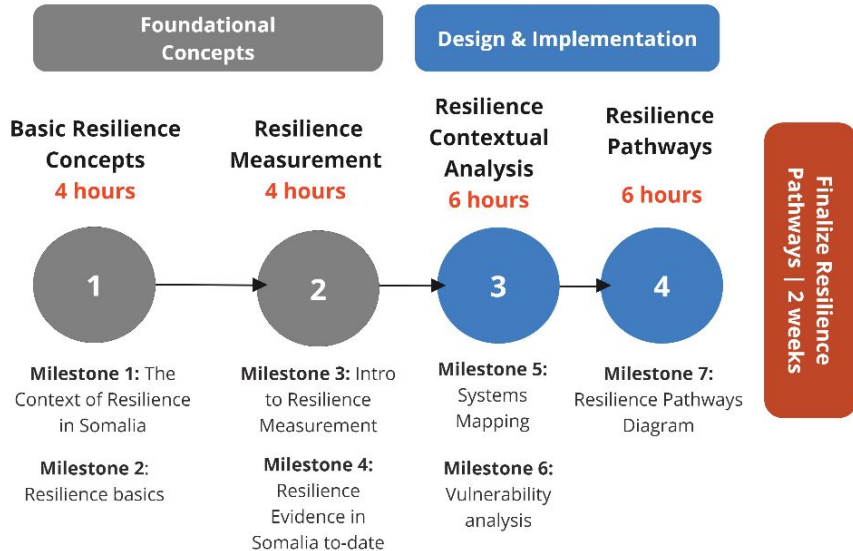 Foundational
Concepts
Design & Implementation
Basic Resilience
Concepts
4 hours
Resilience
Measurement
4 hours
Resilience
Contextual
Analysis
6 hours
Resilience
Pathways
6 hours
1
2
3
4
Milestone 1: The
Context of Resilience
in Somalia
Milestone 2:
Resilience basics
Milestone 3: Intro
to Resilience
Measurement
Milestone 4:
Resilience
Evidence in
Somalia to-date
Milestone 5:
Systems
Mapping
Milestone 6:
Vulnerability
analysis
Milestone 7:
Resilience Pathways
Diagram
Finalize Resilience
Pathways | 2 weeks